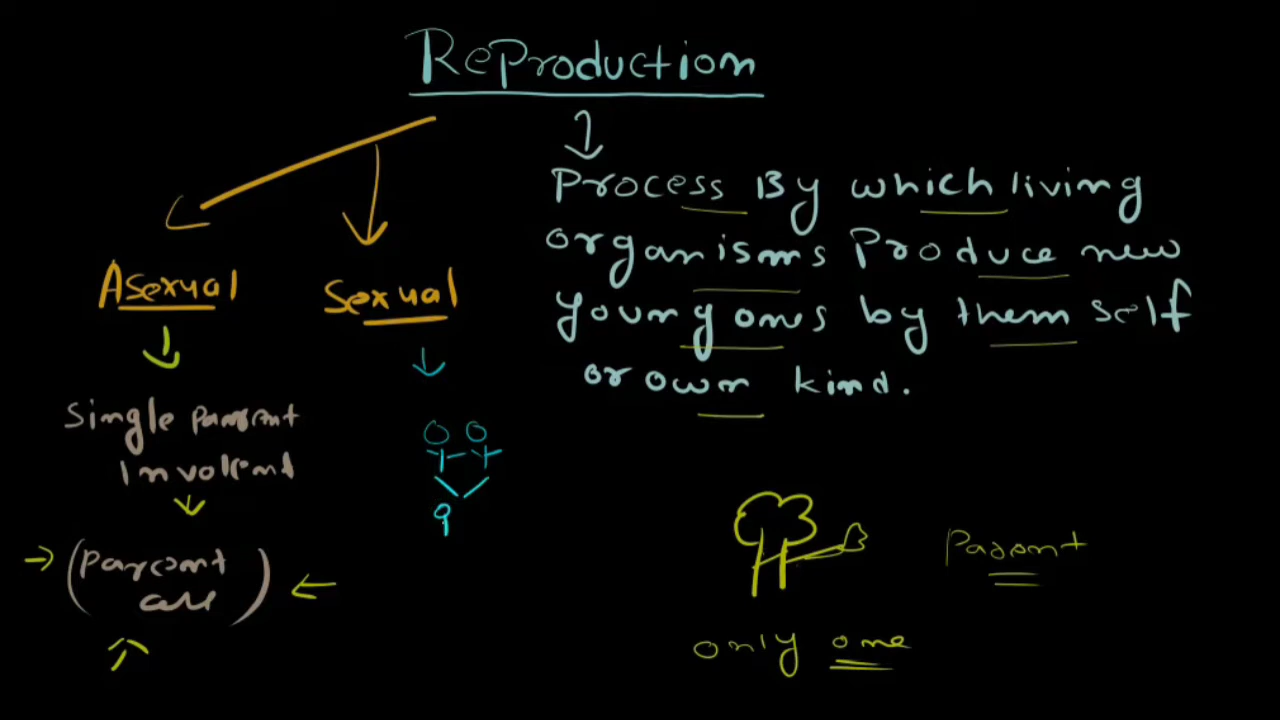 Reproduction
Process By which living
organisms Produce new
young ones by them self
or own kind.
Asexual
Sexual
Single parent
Involvent
(Parent
cell)
Parent
only one